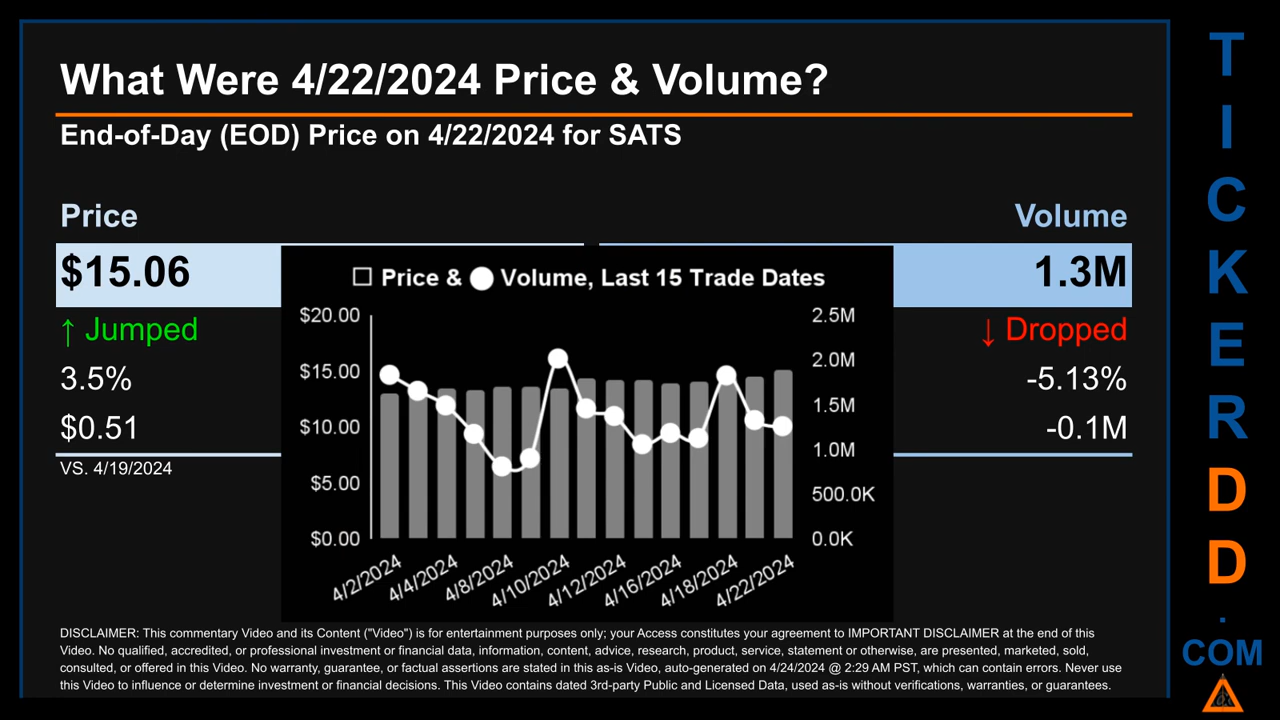 What Were 4/22/2024 Price & Volume?
End-of-Day (EOD) Price on 4/22/2024 for SATS
Price
Volume
$15.06
1.3M
↑ Jumped
↓ Dropped
3.5%
-5.13%
$0.51
-0.1M
VS. 4/19/2024
Price & Volume, Last 15 Trade Dates
$20.00
$15.00
$10.00
$5.00
$0.00
2.5M
2.0M
1.5M
1.0M
500.0K
0.0K
4/2/2024
4/4/2024
4/8/2024
4/10/2024
4/12/2024
4/16/2024
4/18/2024
4/22/2024
DISCLAIMER: This commentary Video and its Content ("Video") is for entertainment purposes only; your Access constitutes your agreement to IMPORTANT DISCLAIMER at the end of this
Video. No qualified, accredited, or professional investment or financial data, information, content, advice, research, product, service, statement or otherwise, are presented, marketed, sold,
consulted, or offered in this Video. No warranty, guarantee, or factual assertions are stated in this as-is Video, auto-generated on 4/24/2024 @ 2:29 AM PST, which can contain errors. Never use
this Video to influence or determine investment or financial decisions. This Video contains dated 3rd-party Public and Licensed Data, used as-is without verifications, warranties, or guarantees.
TICKERDD
.
COM